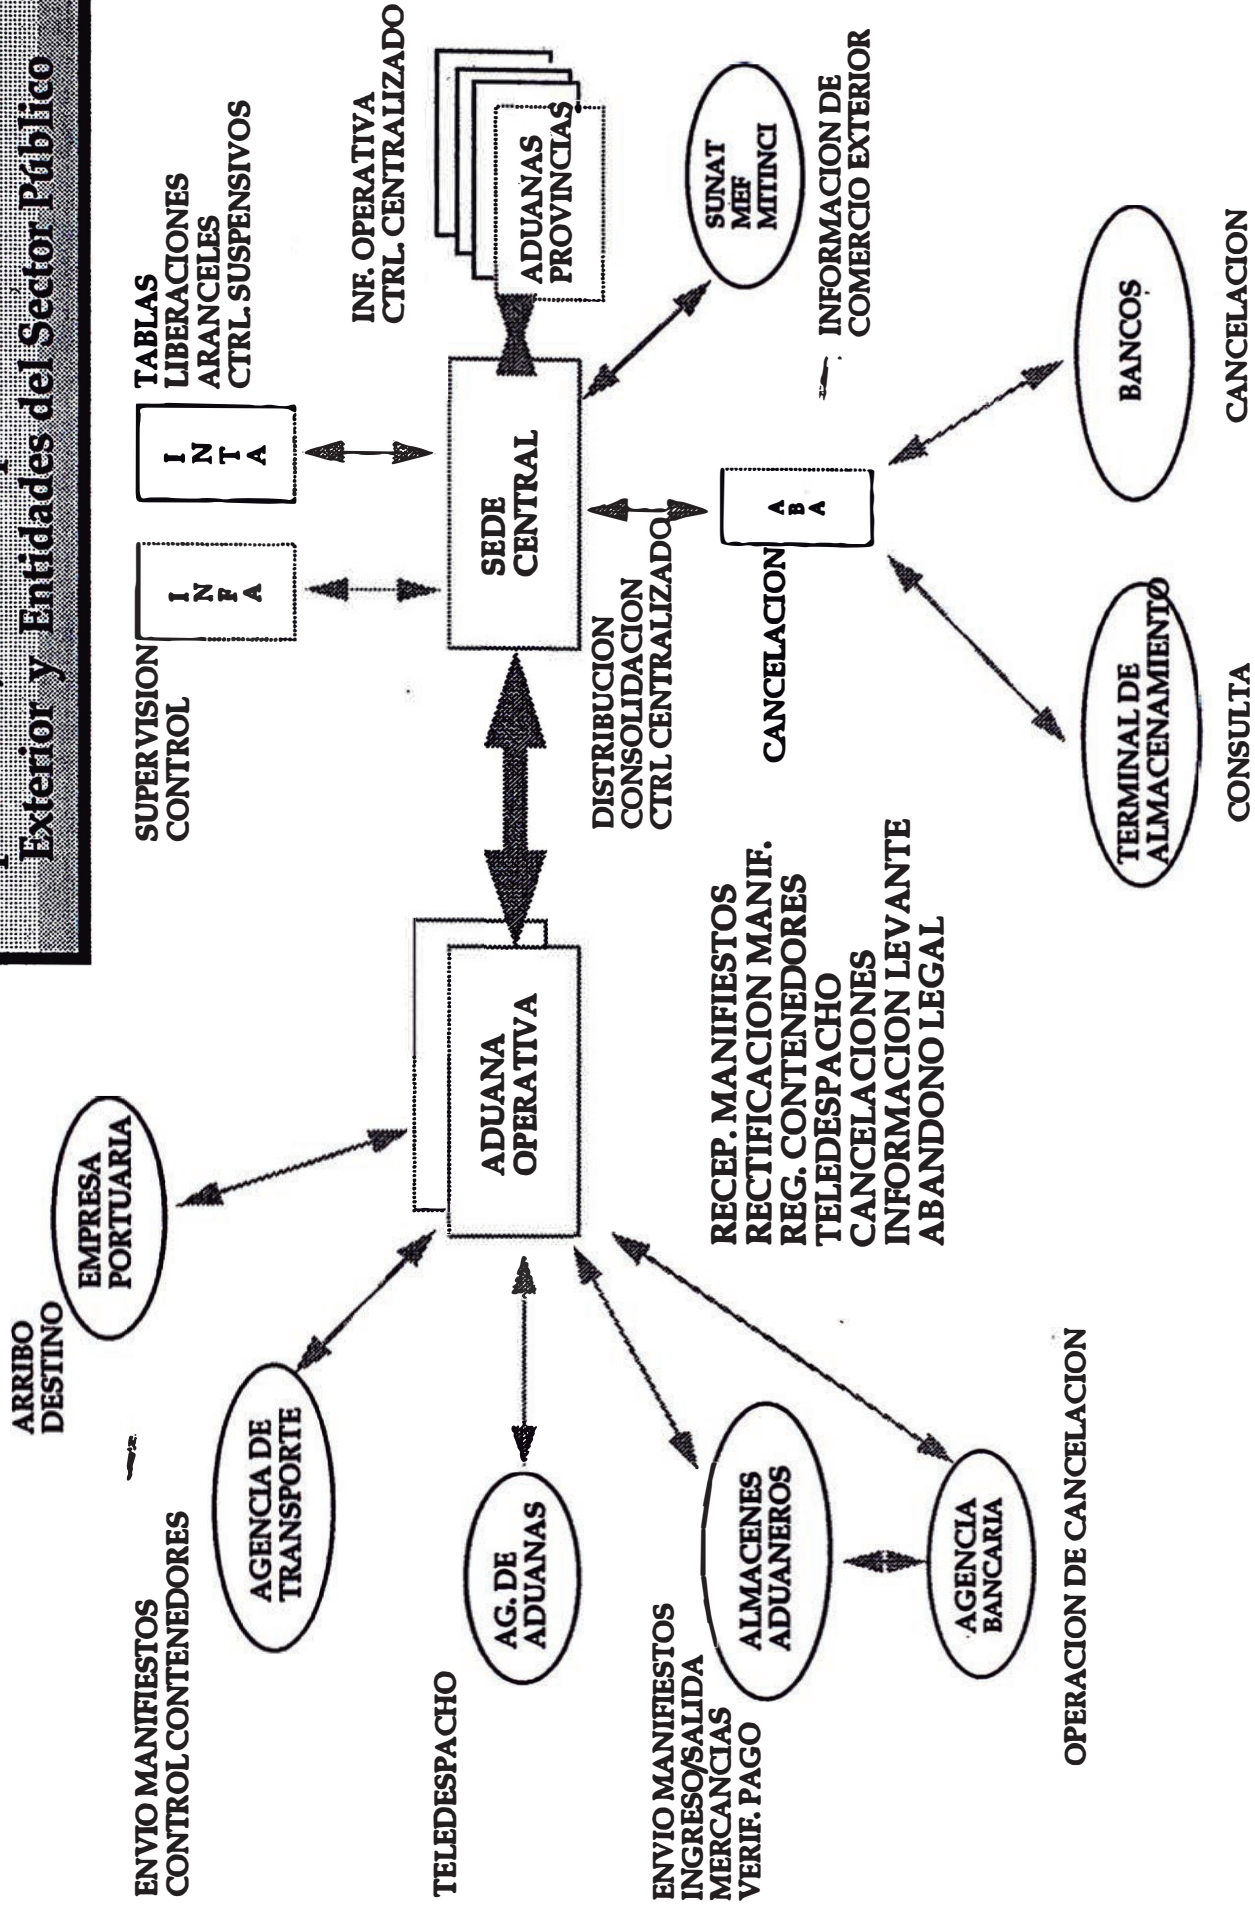 Exterior y Entidades del Sector Público
ARRIBO
DESTINO
EMPRESA
PORTUARIA
ENVIO MANIFIESTOS
CONTROL CONTENEDORES
AGENCIA DE
TRANSPORTE
TELEDESPACHO
AG. DE
ADUANAS
ENVIO MANIFIESTOS
INGRESO/SALIDA
MERCANCIAS
VERIF. PAGO
ALMACENES
ADUANEROS
AGENCIA
BANCARIA
OPERACION DE CANCELACION
ADUANA
OPERATIVA
RECEP. MANIFIESTOS
RECTIFICACION MANIF.
REG. CONTENEDORES
TELEDESPACHO
CANCELACIONES
INFORMACION LEVANTE
ABANDONO LEGAL
SUPERVISION
CONTROL
I
N
F
A
I
N
T
A
TABLAS
LIBERACIONES
ARANCELES
CTRL. SUSPENSIVOS
SEDE
CENTRAL
DISTRIBUCION
CONSOLIDACION
CTRL CENTRALIZADO
INF. OPERATIVA
CTRL. CENTRALIZADO
ADUANAS
PROVINCIAS
SUNAT
MEF
MITINCI
INFORMACION DE
COMERCIO EXTERIOR
CANCELACION
A
B
A
TERMINAL DE
ALMACENAMIENTO
CONSULTA
BANCOS
CANCELACION